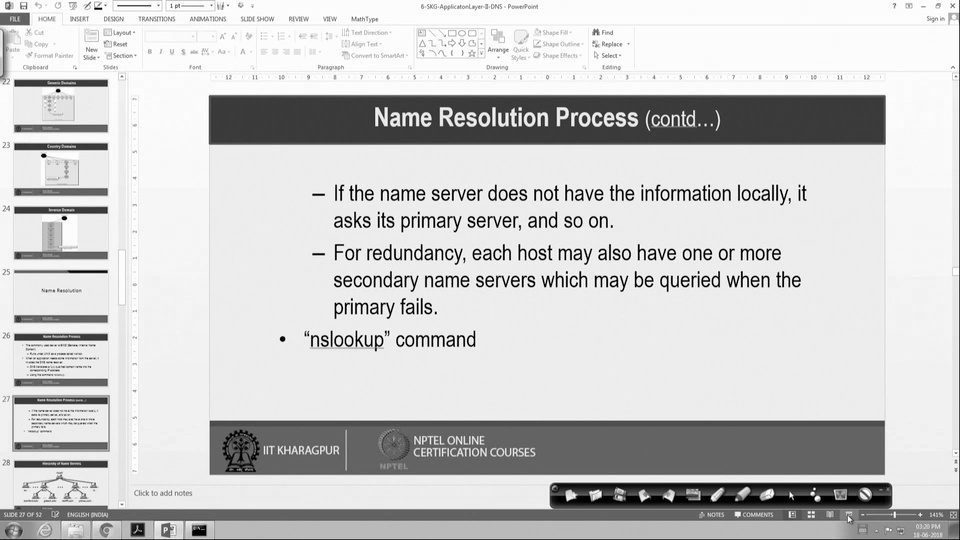 6-SKG-ApplicatonLayer-II-DNS - PowerPoint
FILE HOME INSERT DESIGN TRANSITIONS ANIMATIONS SLIDE SHOW REVIEW VIEW MathType
Sign in
1 pt
Paste
Cut
Copy
Format Painter
Clipboard
New Slide
Layout
Reset
Section
Slides
Font
Paragraph
Text Direction
Align Text
Convert to SmartArt
Arrange
Quick Styles
Shape Fill
Shape Outline
Shape Effects
Drawing
Find
Replace
Select
Editing
22
Generic Domains
23
Country Domains
24
Inverse Domain
25
Name Resolution
26
Name Resolution Process
27
Name Resolution Process (contd...)
28
Hierarchy of Name Servers
Name Resolution Process (contd…)
– If the name server does not have the information locally, it
asks its primary server, and so on.
– For redundancy, each host may also have one or more
secondary name servers which may be queried when the
primary fails.
• “nslookup” command
IIT KHARAGPUR
NPTEL
NPTEL ONLINE
CERTIFICATION COURSES
Click to add notes
SLIDE 27 OF 52
ENGLISH (INDIA)
NOTES
COMMENTS
141%
03:20 PM
18-06-2018